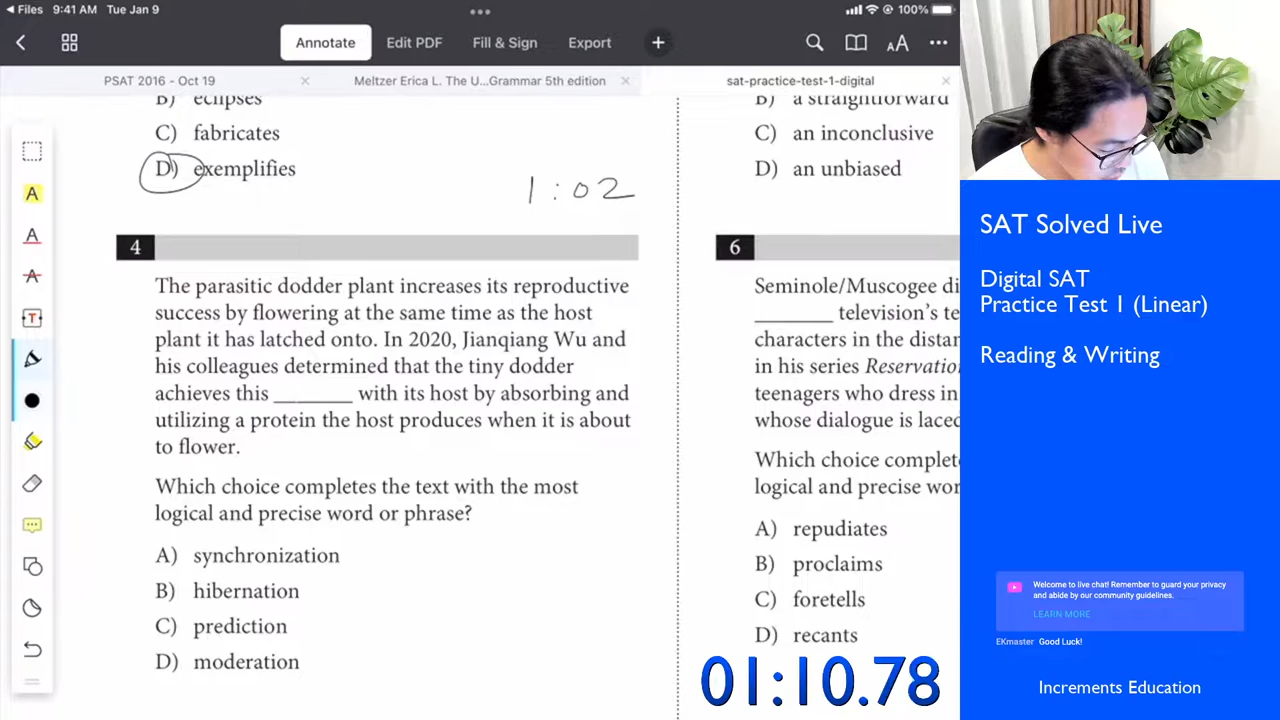 Files 9:41 AM Tue Jan 9
100%
Annotate Edit PDF Fill & Sign Export
PSAT 2016 - Oct 19
Meltzer Erica L. The U...Grammar 5th edition
sat-practice-test-1-digital
B) eclipses
C) fabricates
D) exemplifies
1:02
4
The parasitic dodder plant increases its reproductive
success by flowering at the same time as the host
plant it has latched onto. In 2020, Jianqiang Wu and
his colleagues determined that the tiny dodder
achieves this _______ with its host by absorbing and
utilizing a protein the host produces when it is about
to flower.
Which choice completes the text with the most
logical and precise word or phrase?
A) synchronization
B) hibernation
C) prediction
D) moderation
B) a straightforward
C) an inconclusive
D) an unbiased
6
Seminole/Muscogee di
_______ television's te
characters in the distan
in his series Reservatio
teenagers who dress in
whose dialogue is laced
Which choice complet
logical and precise wor
A) repudiates
B) proclaims
C) foretells
D) recants
01:10.78
SAT Solved Live
Digital SAT
Practice Test 1 (Linear)
Reading & Writing
Welcome to live chat! Remember to guard your privacy
and abide by our community guidelines.
LEARN MORE
EKmaster Good Luck!
Increments Education